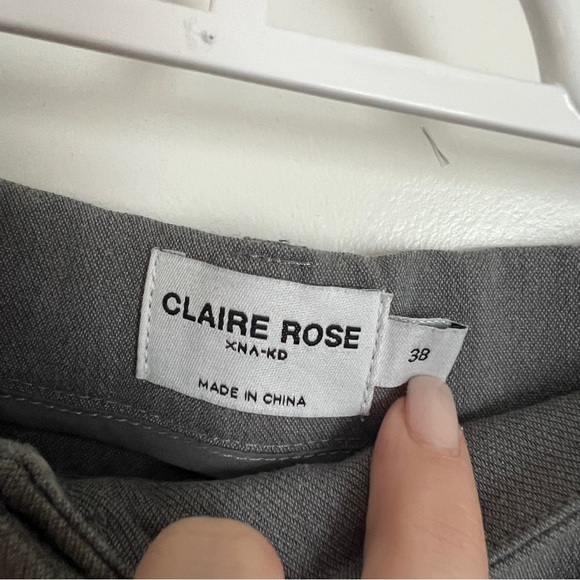 CLAIRE ROSE
XNA-KD
MADE IN CHINA
38